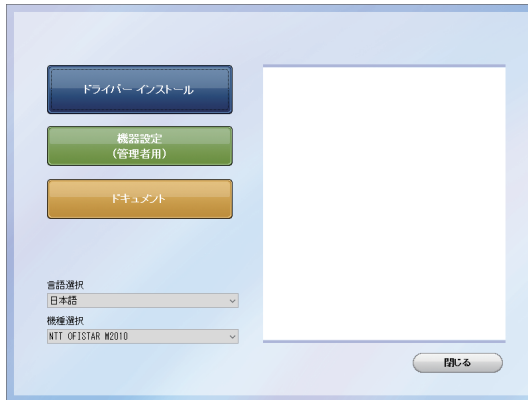 ドライバー インストール
機器設定
（管理者用）
ドキュメント
言語選択
日本語
機種選択
NTT OFISTAR M2010
閉じる